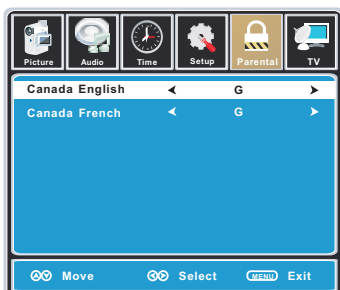 Picture Audio Time Setup Parental TV
Canada English G
Canada French G
Move Select MENU Exit